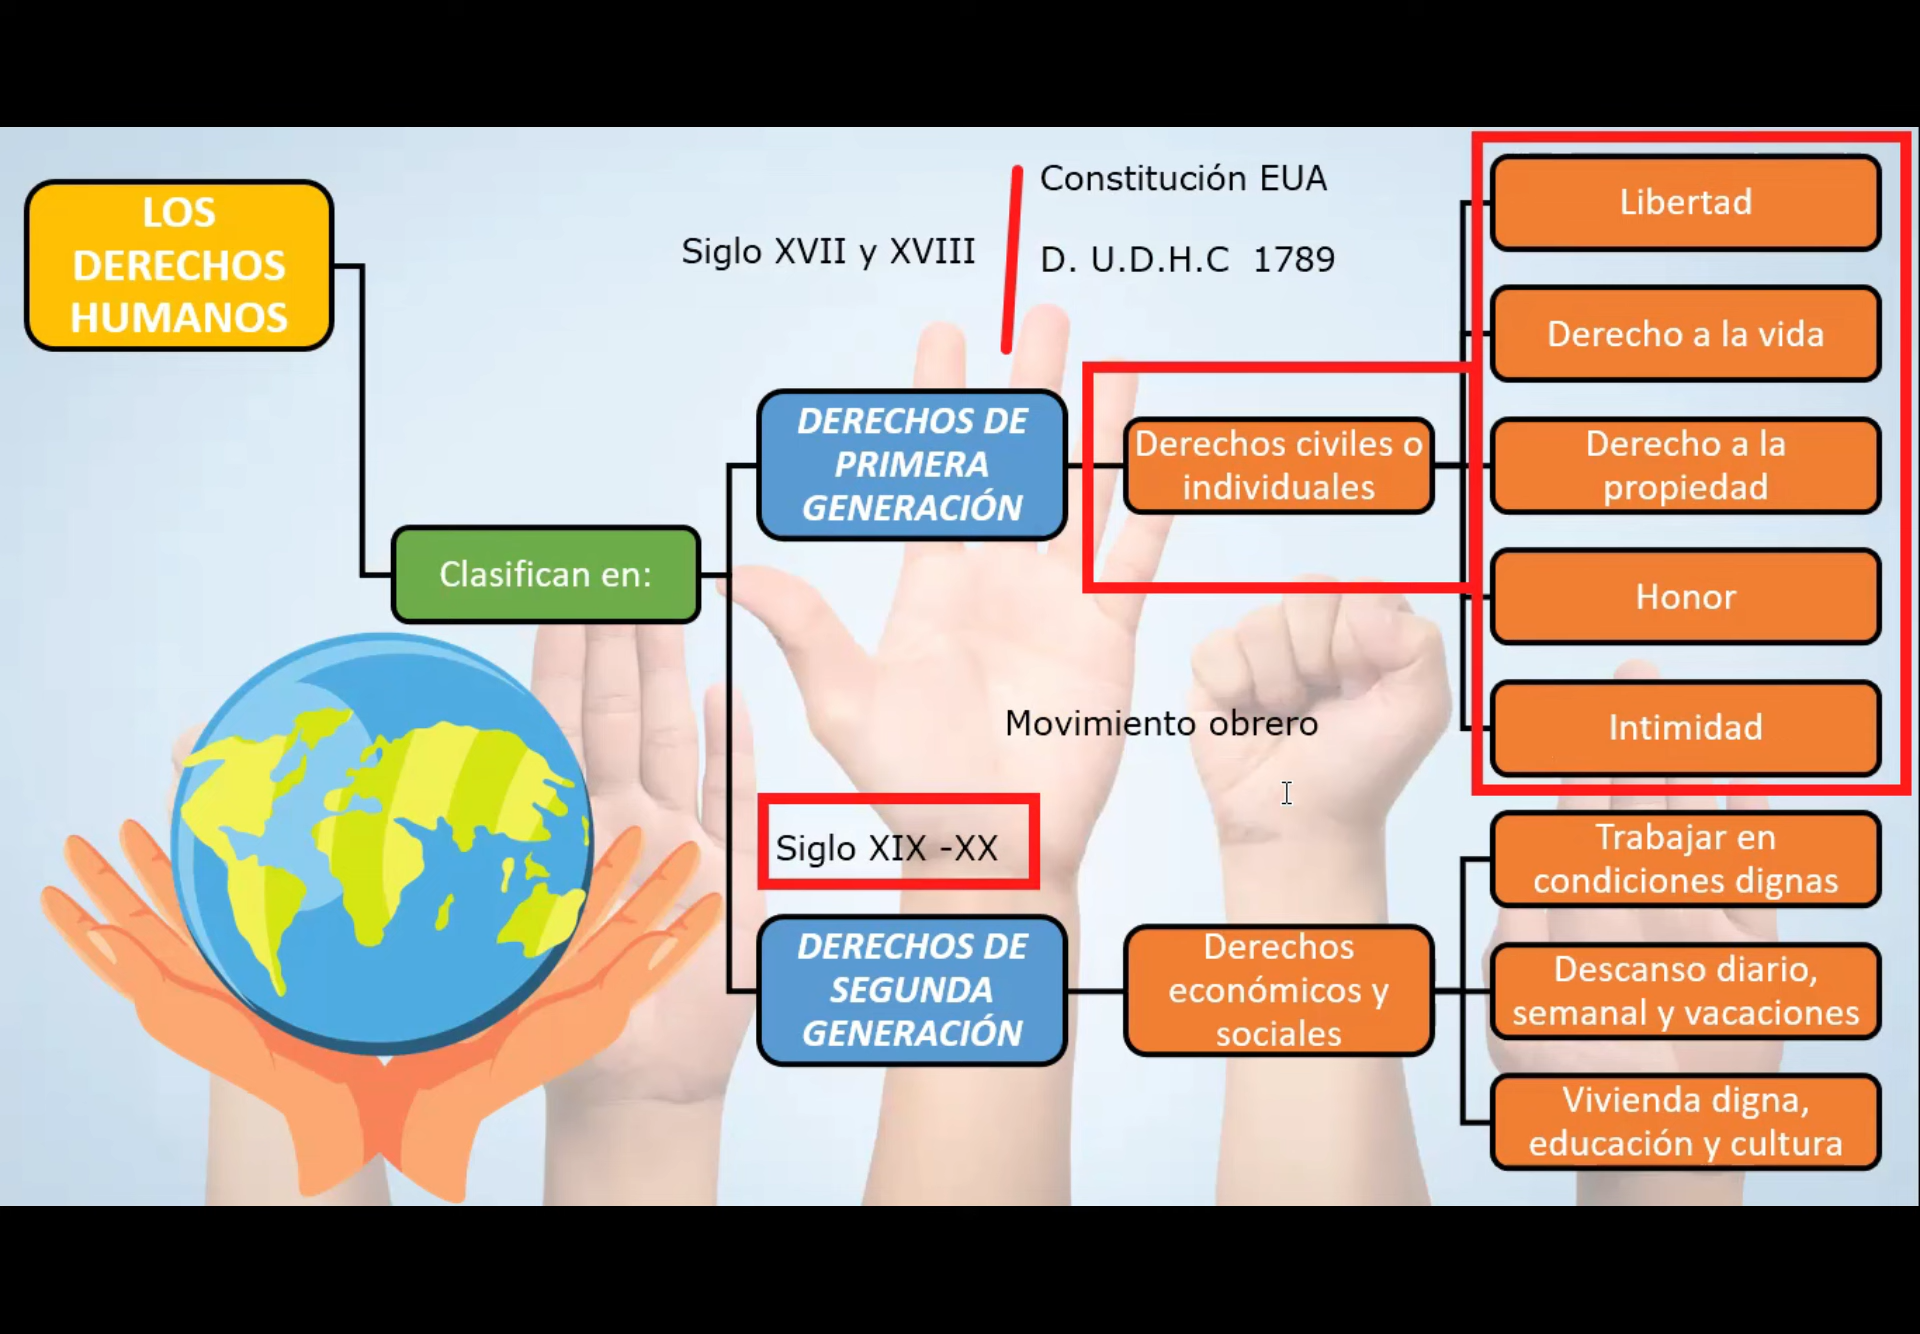 LOS
DERECHOS
HUMANOS
Clasifican en:
Siglo XVII y XVIII
Constitución EUA
D. U.D.H.C 1789
DERECHOS DE
PRIMERA
GENERACIÓN
Derechos civiles o
individuales
Libertad
Derecho a la vida
Derecho a la
propiedad
Honor
Intimidad
Movimiento obrero
Siglo XIX -XX
DERECHOS DE
SEGUNDA
GENERACIÓN
Derechos
económicos y
sociales
Trabajar en
condiciones dignas
Descanso diario,
semanal y vacaciones
Vivienda digna,
educación y cultura